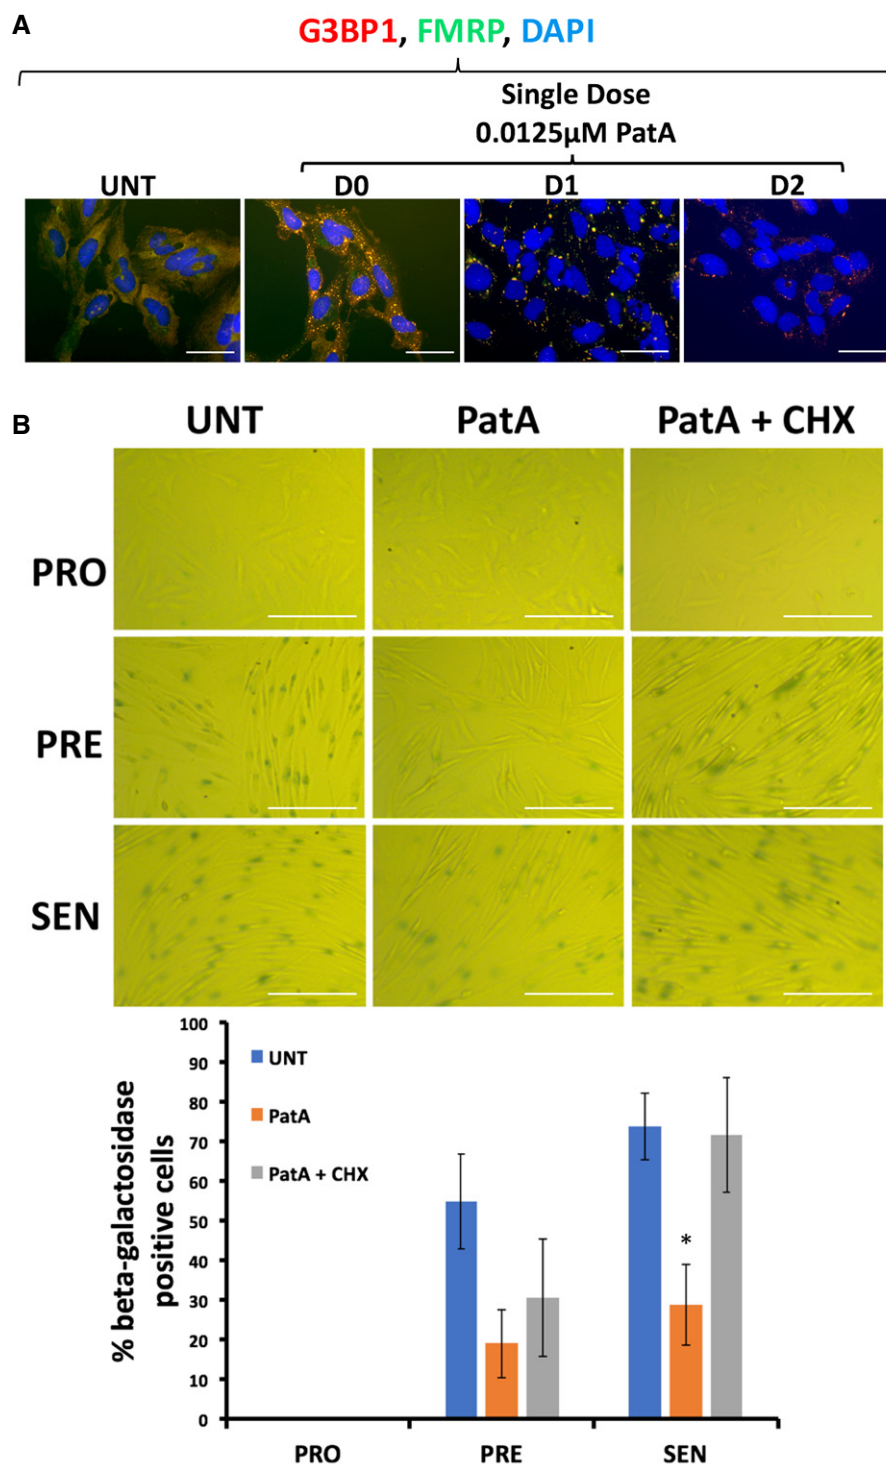 A
G3BP1, FMRP, DAPI
Single Dose
0.0125µM PatA
UNT D0 D1 D2
B
UNT PatA PatA + CHX
PRO
PRE
SEN
% beta-galactosidase
positive cells
100
90
80
70
60
50
40
30
20
10
0
UNT
PatA
PatA + CHX
*
PRO PRE SEN